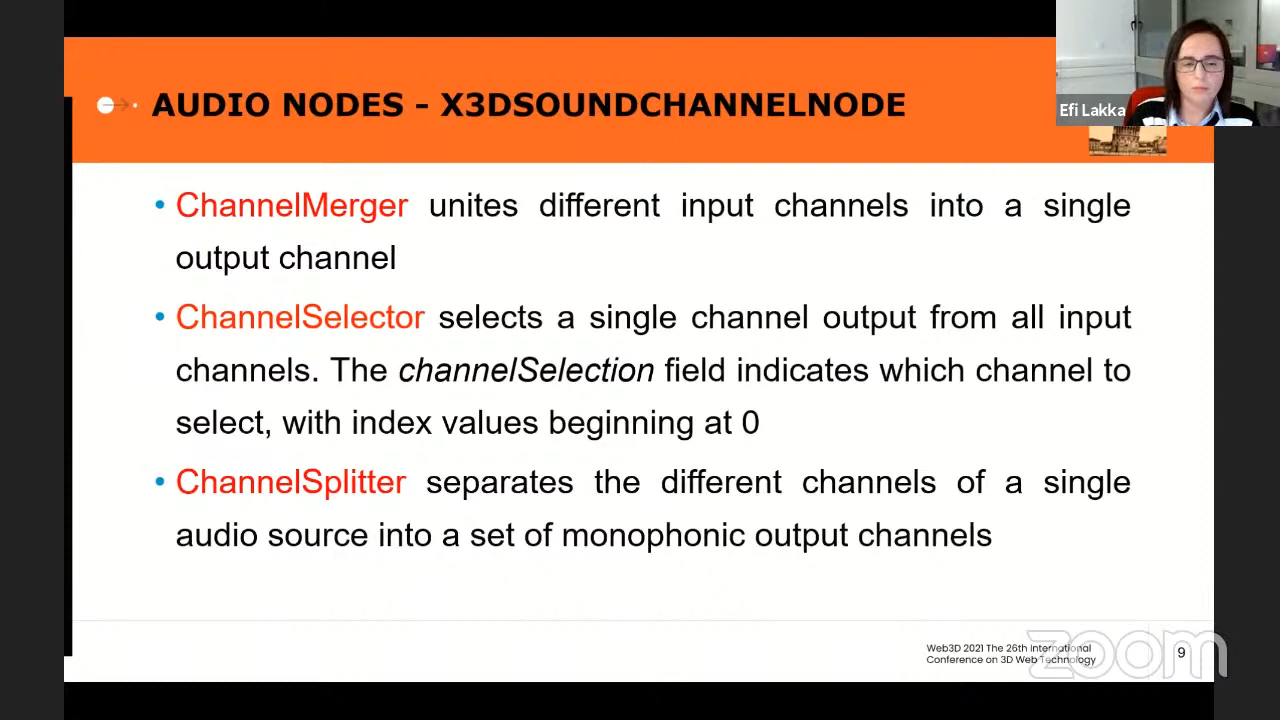 AUDIO NODES - X3DSOUNDCHANNELNODE
Efi Lakka
• ChannelMerger unites different input channels into a single
output channel
• ChannelSelector selects a single channel output from all input
channels. The channelSelection field indicates which channel to
select, with index values beginning at 0
• ChannelSplitter separates the different channels of a single
audio source into a set of monophonic output channels
Web3D 2021 The 26th International
Conference on 3D Web Technology
zoom
9